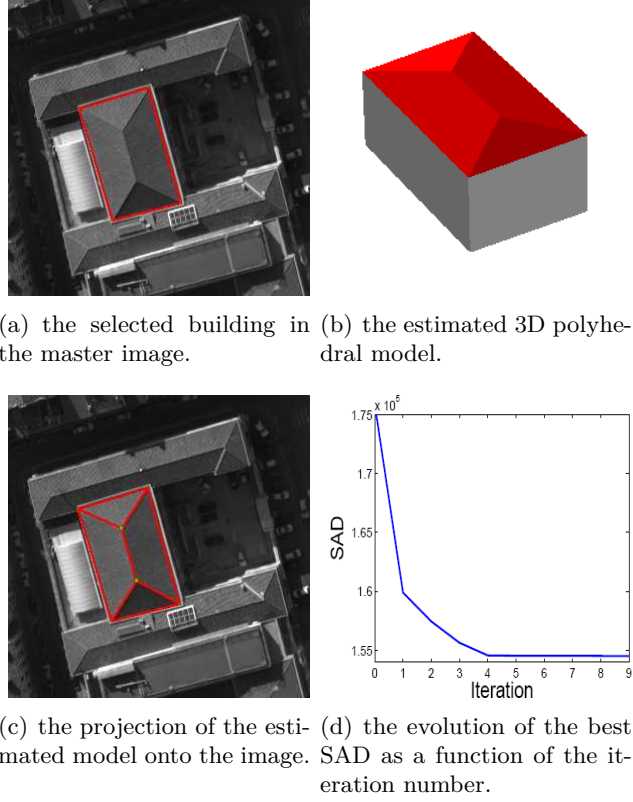 (a) the selected building in
the master image.
(b) the estimated 3D polyhe-
dral model.
(c) the projection of the esti-
mated model onto the image.
1.75 x 10^5
1.7
1.65
1.6
1.55
SAD
0 1 2 3 4 5 6 7 8 9
Iteration
(d) the evolution of the best
SAD as a function of the it-
eration number.